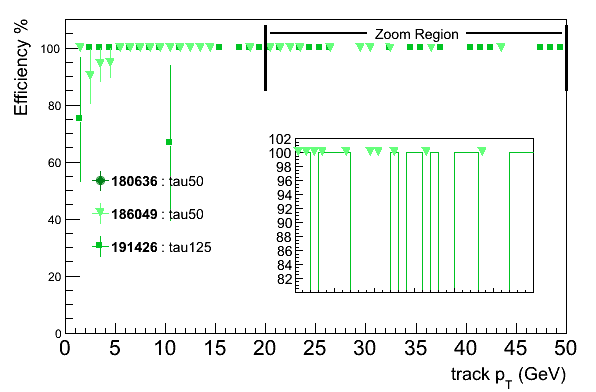 Efficiency %
100
80
60
40
20
0
Zoom Region
102
100
98
96
94
92
90
88
86
84
82
180636 : tau50
186049 : tau50
191426 : tau125
0 5 10 15 20 25 30 35 40 45 50
track pT (GeV)